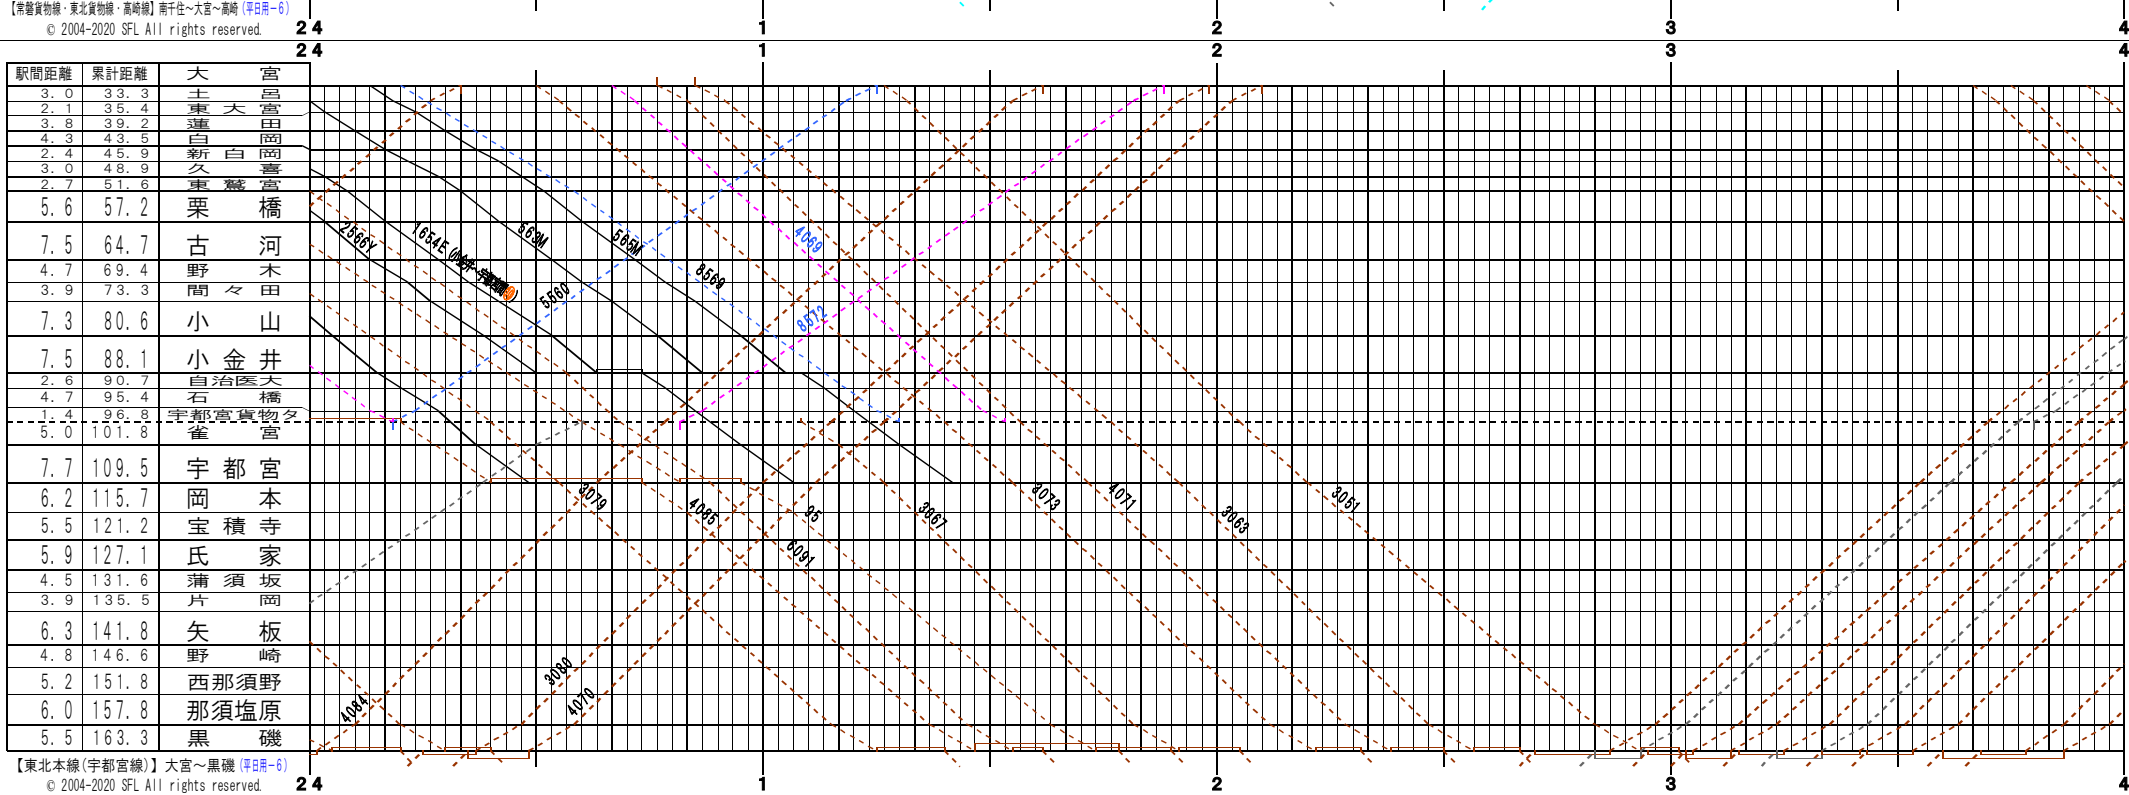 【常磐貨物線・東北貨物線・高崎線】南千住～大宮～高崎(平日用－6)
© 2004-2020 SFL All rights reserved.
24 1 2 3 4
24 1 2 3 4
駅間距離 累計距離 大宮
3.0 33.3 土呂
2.1 35.4 東大宮
3.8 39.2 蓮田
4.3 43.5 白岡
2.4 45.9 新白岡
3.0 48.9 久喜
2.7 51.6 東鷲宮
5.6 57.2 栗橋
7.5 64.7 古河
4.7 69.4 野木
3.9 73.3 間々田
7.3 80.6 小山
7.5 88.1 小金井
2.6 90.7 自治医大
4.7 95.4 石橋
1.4 96.8 宇都宮貨物タ
5.0 101.8 雀宮
7.7 109.5 宇都宮
6.2 115.7 岡本
5.5 121.2 宝積寺
5.9 127.1 氏家
4.5 131.6 蒲須坂
3.9 135.5 片岡
6.3 141.8 矢板
4.8 146.6 野崎
5.2 151.8 西那須野
6.0 157.8 那須塩原
5.5 163.3 黒磯
2566Y
1654E
569M
565M
4069
8569
5560
8572
3079
4085
95
3067
3073
4071
3063
3051
6091
3080
4070
4084
【東北本線(宇都宮線)】大宮～黒磯(平日用－6)
© 2004-2020 SFL All rights reserved.
24 1 2 3 4